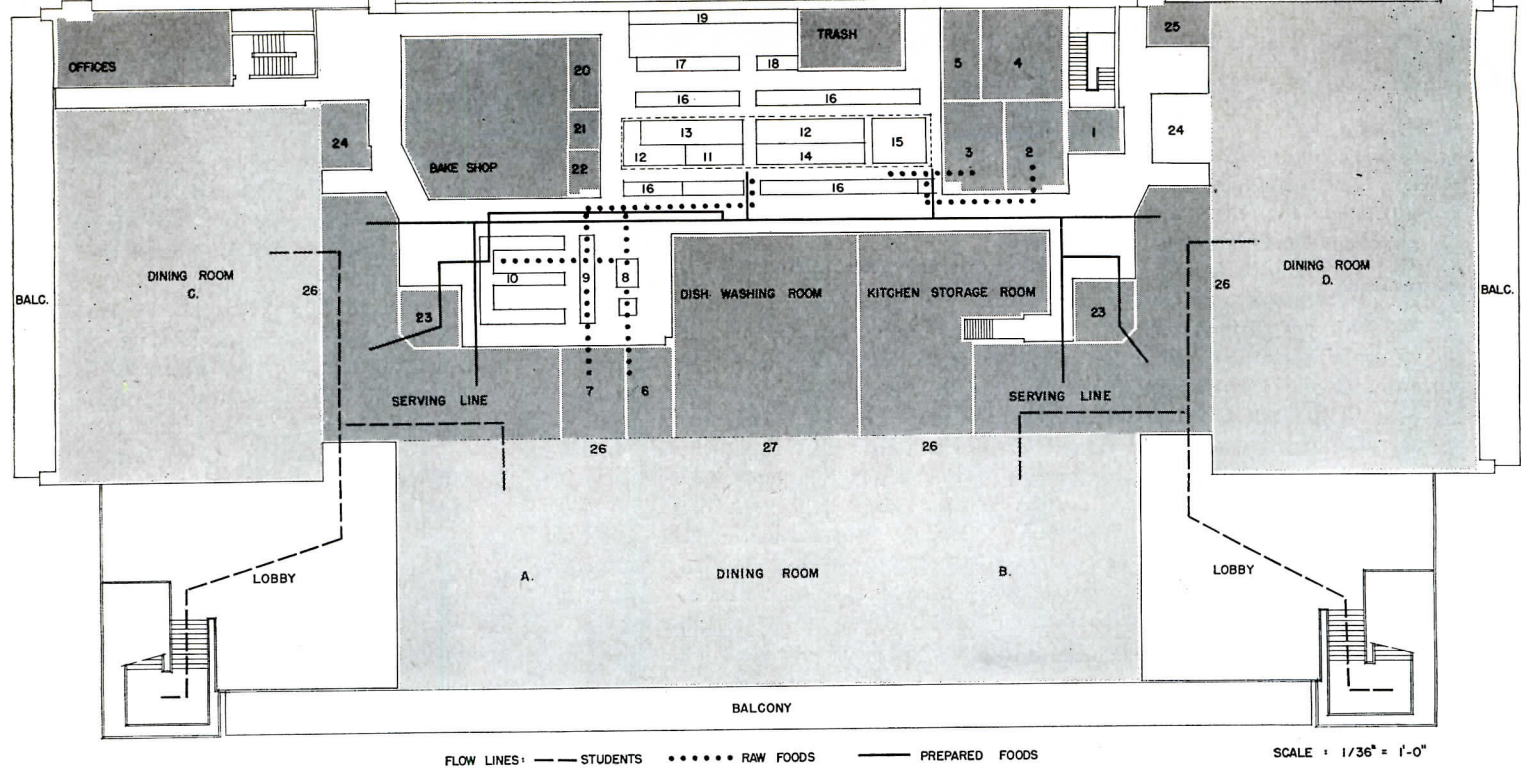 19
TRASH
25
OFFICES
20
17
18
5
4
16
16
21
13
12
15
1
24
24
12
11
14
3
2
BAKE SHOP
22
16
16
DINING ROOM
C.
26
10
9
8
DISH WASHING ROOM
KITCHEN STORAGE ROOM
DINING ROOM
D.
26
BALC.
BALC.
23
23
7
6
SERVING LINE
SERVING LINE
26
27
26
LOBBY
A.
DINING ROOM
B.
LOBBY
BALCONY
FLOW LINES: STUDENTS RAW FOODS PREPARED FOODS
SCALE : 1/36" = 1'-0"